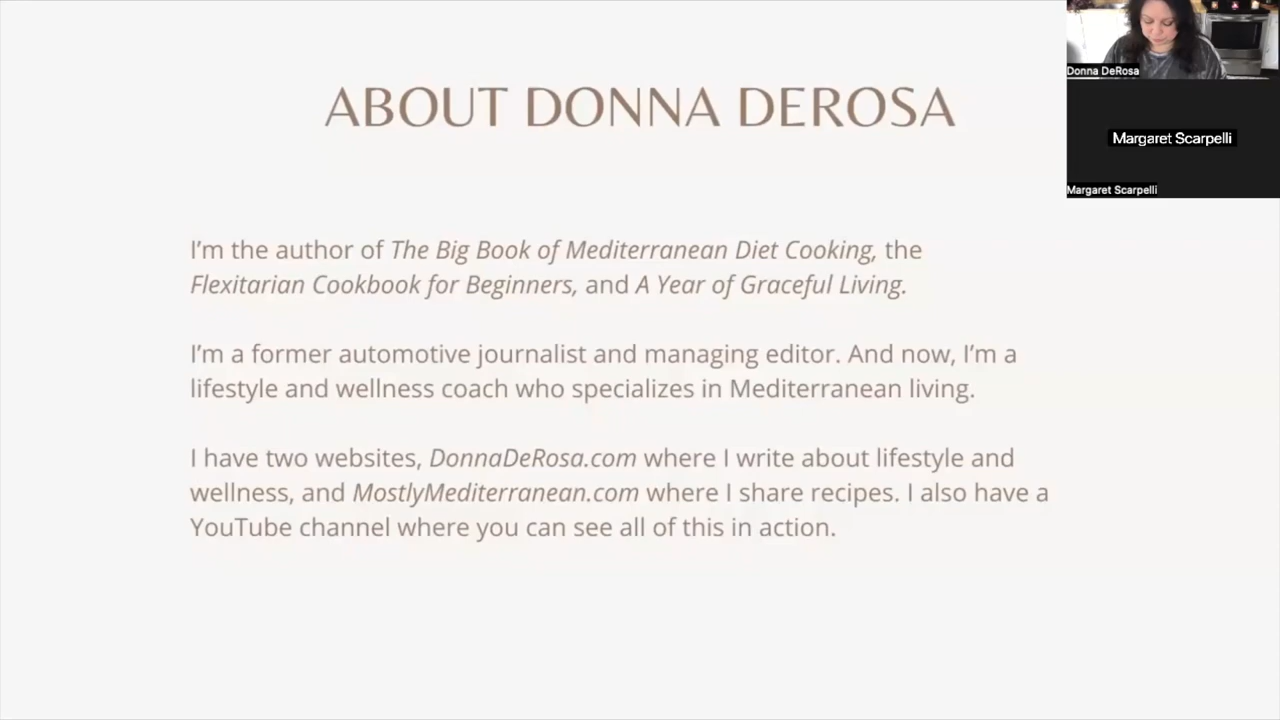 ABOUT DONNA DEROSA
I’m the author of The Big Book of Mediterranean Diet Cooking, the
Flexitarian Cookbook for Beginners, and A Year of Graceful Living.
I’m a former automotive journalist and managing editor. And now, I’m a
lifestyle and wellness coach who specializes in Mediterranean living.
I have two websites, DonnaDeRosa.com where I write about lifestyle and
wellness, and MostlyMediterranean.com where I share recipes. I also have a
YouTube channel where you can see all of this in action.
Donna DeRosa
Margaret Scarpelli
Margaret Scarpelli